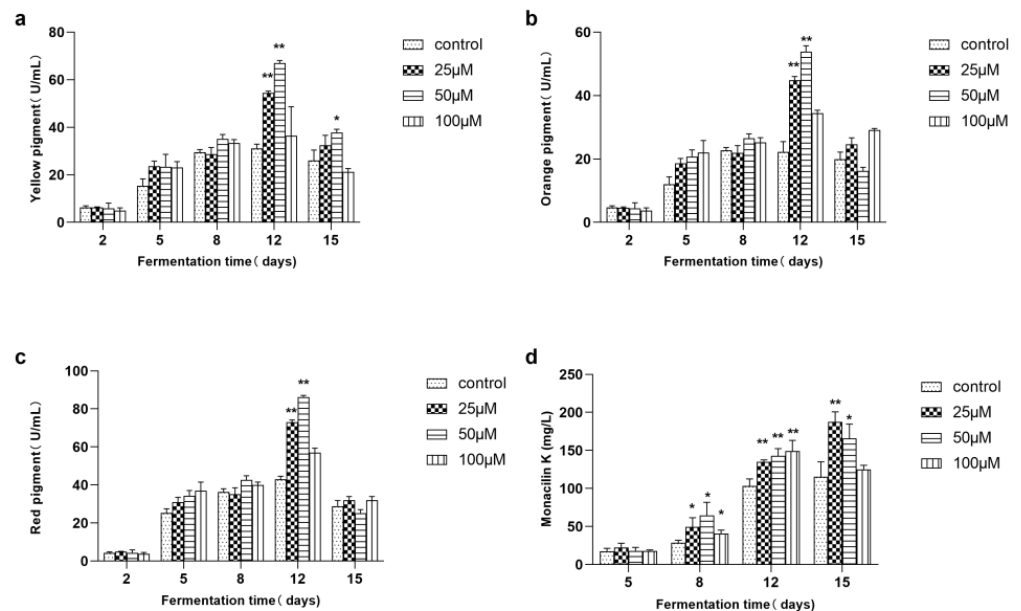 a
Yellow pigment( U/mL)
80
60
40
20
0
**
**
*
2 5 8 12 15
Fermentation time( days)
control
25μM
50μM
100μM
b
Orange pigment( U/mL)
60
40
20
0
**
**
2 5 8 12 15
Fermentation time( days)
control
25μM
50μM
100μM
c
Red pigment( U/mL)
100
80
60
40
20
0
**
**
2 5 8 12 15
Fermentation time( days)
control
25μM
50μM
100μM
d
Monacilin K (mg/L)
250
200
150
100
50
0
*
*
*
**
**
**
**
*
5 8 12 15
Fermentation time( days)
control
25μM
50μM
100μM